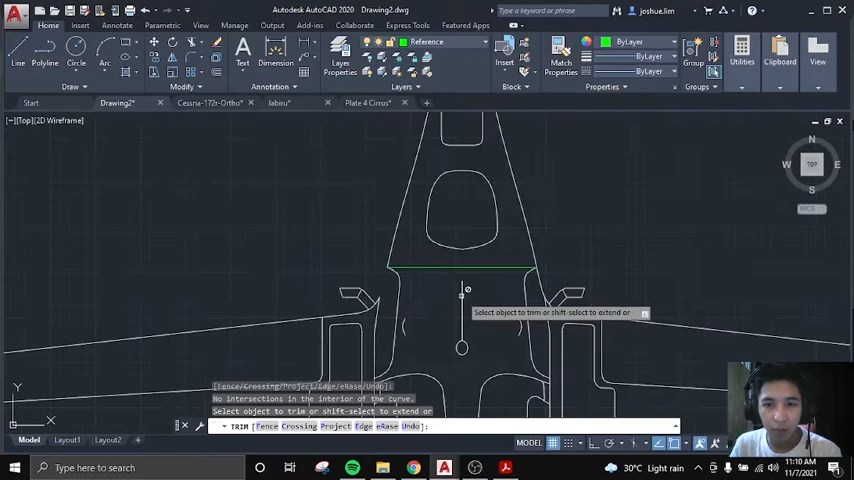 Autodesk AutoCAD 2020 Drawing2.dwg
Type a keyword or phrase
joshue.lim
Home Insert Annotate Parametric View Manage Output Add-ins Collaborate Express Tools Featured Apps
Line Polyline Circle Arc
Text Dimension
Layer Properties
Reference
Insert
Match Properties
ByLayer
ByLayer
ByLayer
Group
Utilities
Clipboard
View
Draw Modify Annotation Layers Block Properties Groups
Start Drawing2* Cessna-172r-Ortho* Jabiru* Plate 4 Cirrus*
[−][Top][2D Wireframe]
N
W TOP E
S
WCS
Select object to trim or shift-select to extend or
Y
X
[Fence/Crossing/Project/Edge/eRase/Undo]:
No intersections in the interior of the curve.
Select object to trim or shift-select to extend or
TRIM [Fence Crossing Project Edge eRase Undo]:
Model Layout1 Layout2
MODEL
Type here to search
30°C Light rain
11:10 AM
11/7/2021